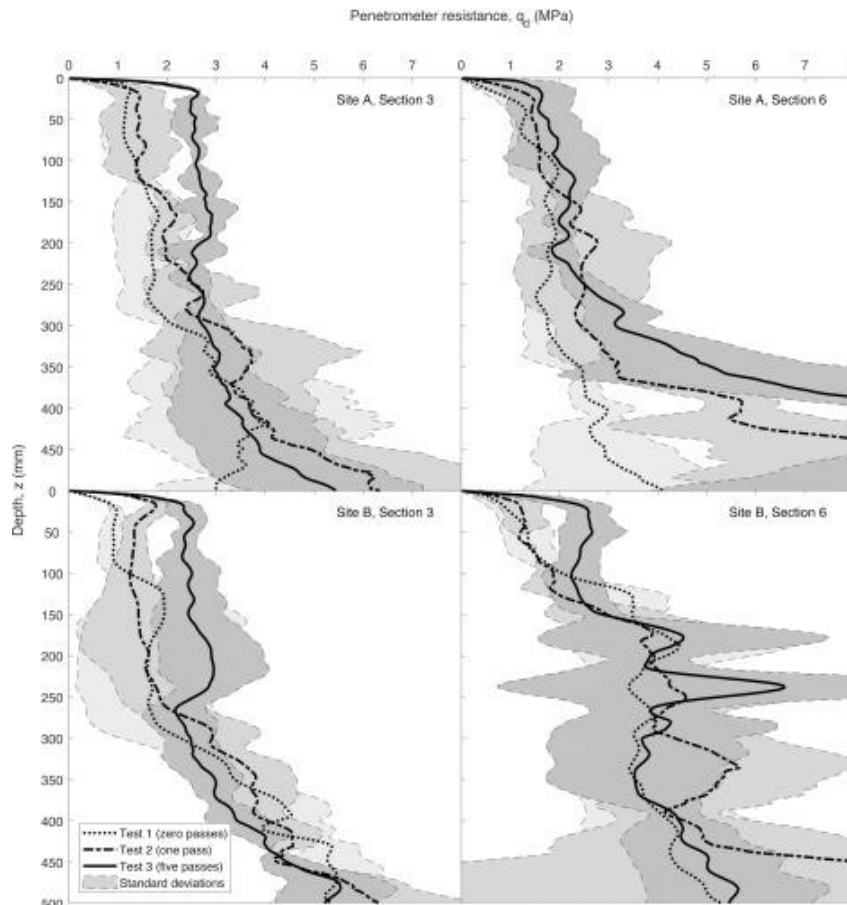 Penetrometer resistance, qd (MPa)
0 1 2 3 4 5 6 7 0 1 2 3 4 5 6 7
0
50
100
150
200
250
300
350
400
450
0
Site A, Section 3
Site A, Section 6
Depth, z (mm)
50
100
150
200
250
300
350
400
450
500
Site B, Section 3
Site B, Section 6
Test 1 (zero passes)
Test 2 (one pass)
Test 3 (five passes)
Standard deviations